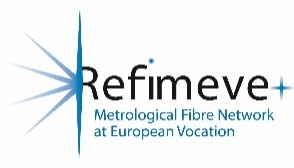 Refimeve+
Metrological Fibre Network
at European Vocation